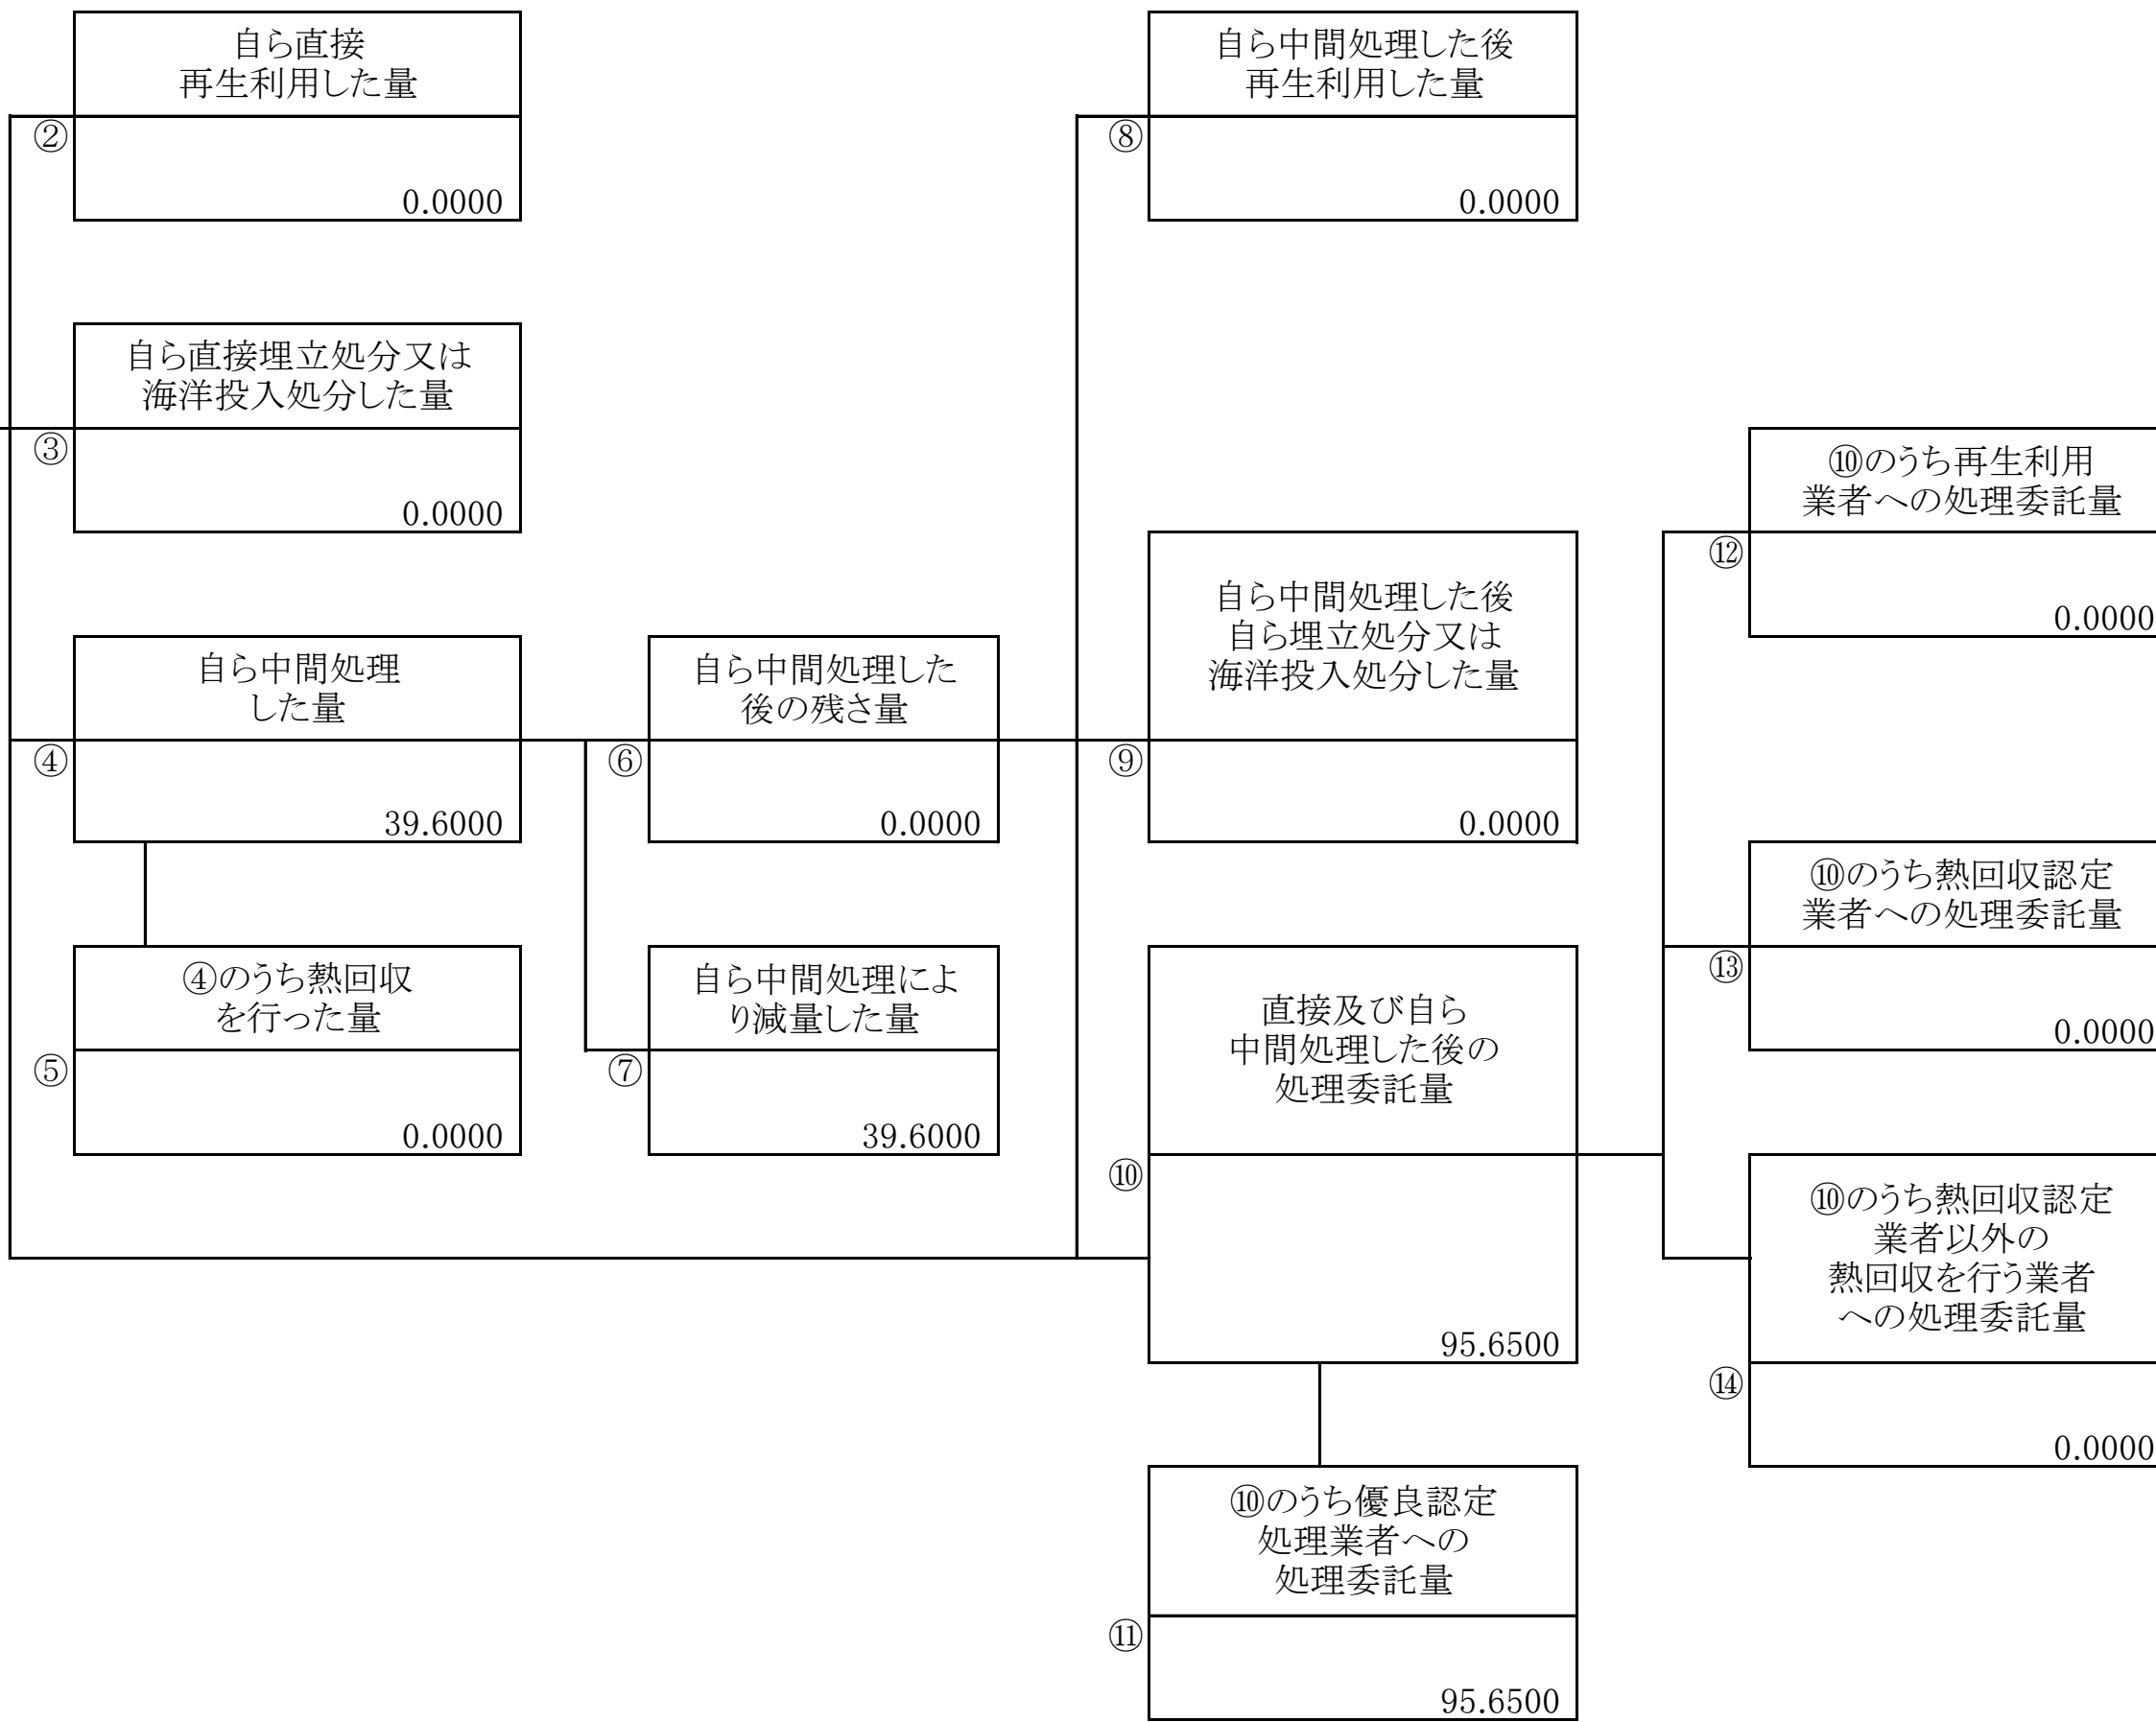 自ら直接
再生利用した量
②
0.0000
自ら中間処理した後
再生利用した量
⑧
0.0000
自ら直接埋立処分又は
海洋投入処分した量
③
0.0000
⑩のうち再生利用
業者への処理委託量
⑫
0.0000
自ら中間処理
した量
④
39.6000
自ら中間処理した
後の残さ量
⑥
0.0000
自ら中間処理した後
自ら埋立処分又は
海洋投入処分した量
⑨
0.0000
⑩のうち熱回収認定
業者への処理委託量
⑬
0.0000
④のうち熱回収
を行った量
⑤
0.0000
自ら中間処理によ
り減量した量
⑦
39.6000
直接及び自ら
中間処理した後の
処理委託量
⑩
95.6500
⑩のうち熱回収認定
業者以外の
熱回収を行う業者
への処理委託量
⑭
0.0000
⑩のうち優良認定
処理業者への
処理委託量
⑪
95.6500